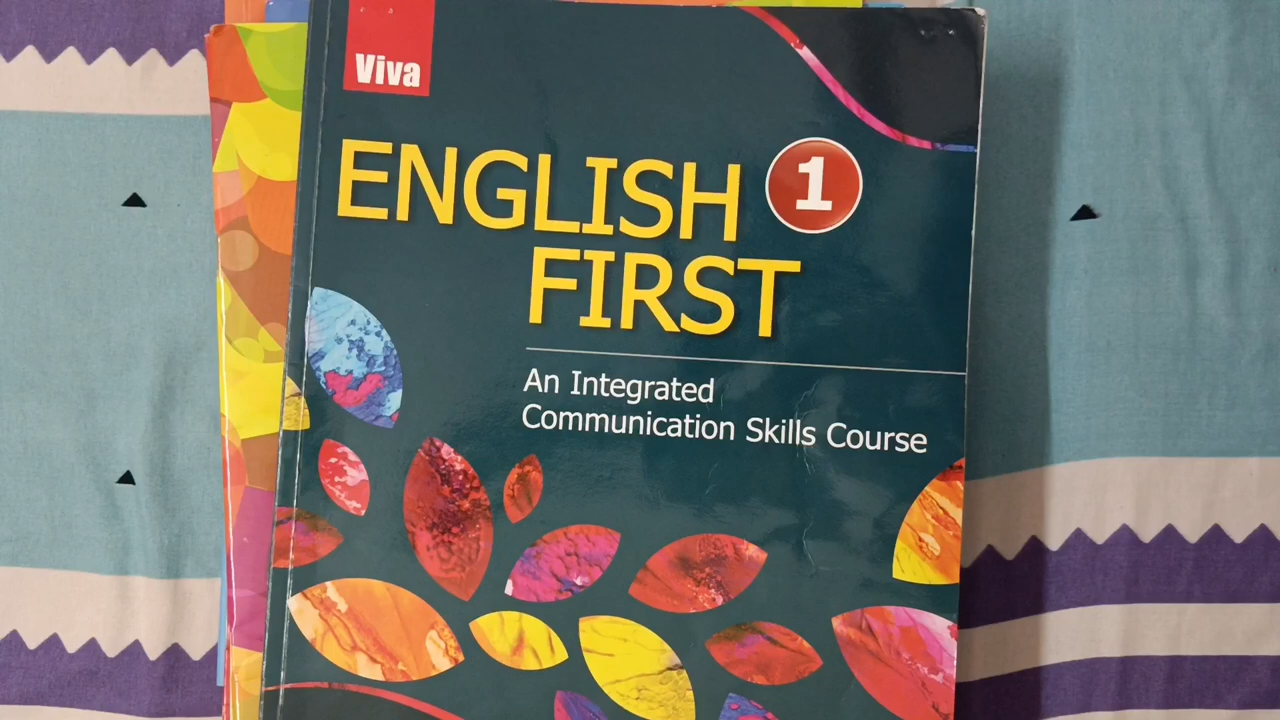 Viva
ENGLISH 1
FIRST
An Integrated
Communication Skills Course